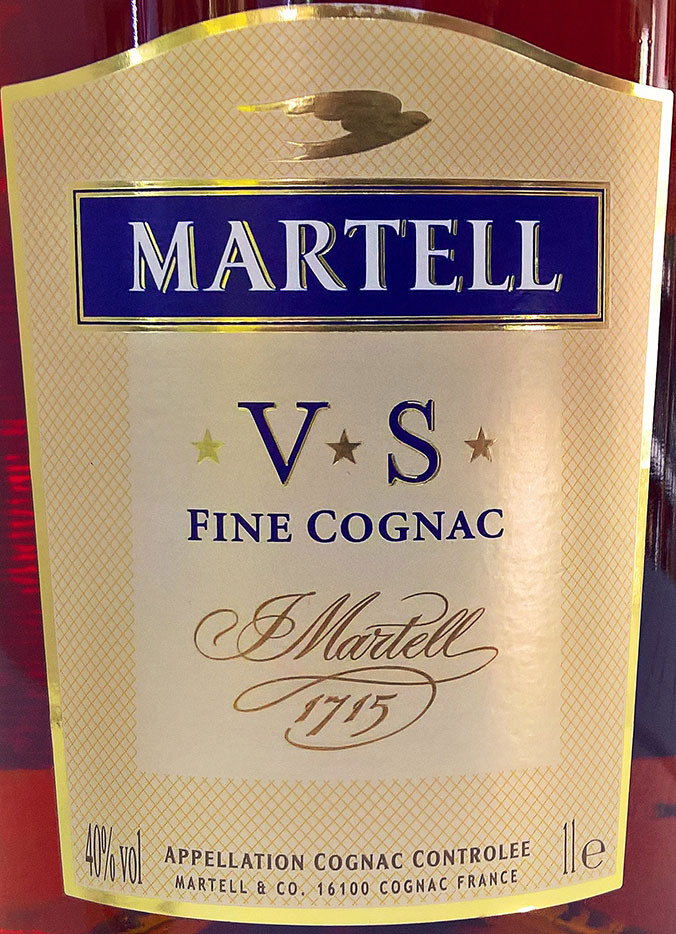 MARTELL
V★S
FINE COGNAC
J Martell
1715
40% vol
APPELLATION COGNAC CONTROLEE
1l e
MARTELL & CO. 16100 COGNAC FRANCE